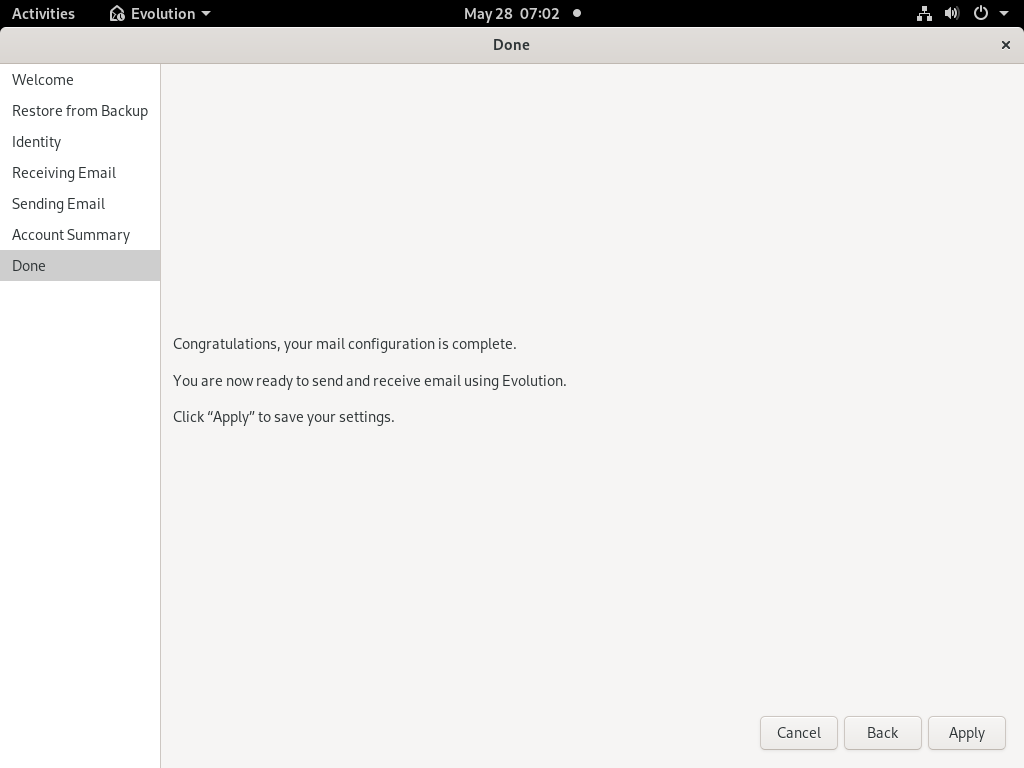 Activities Evolution May 28 07:02
Done
Welcome
Restore from Backup
Identity
Receiving Email
Sending Email
Account Summary
Done
Congratulations, your mail configuration is complete.
You are now ready to send and receive email using Evolution.
Click “Apply” to save your settings.
Cancel Back Apply